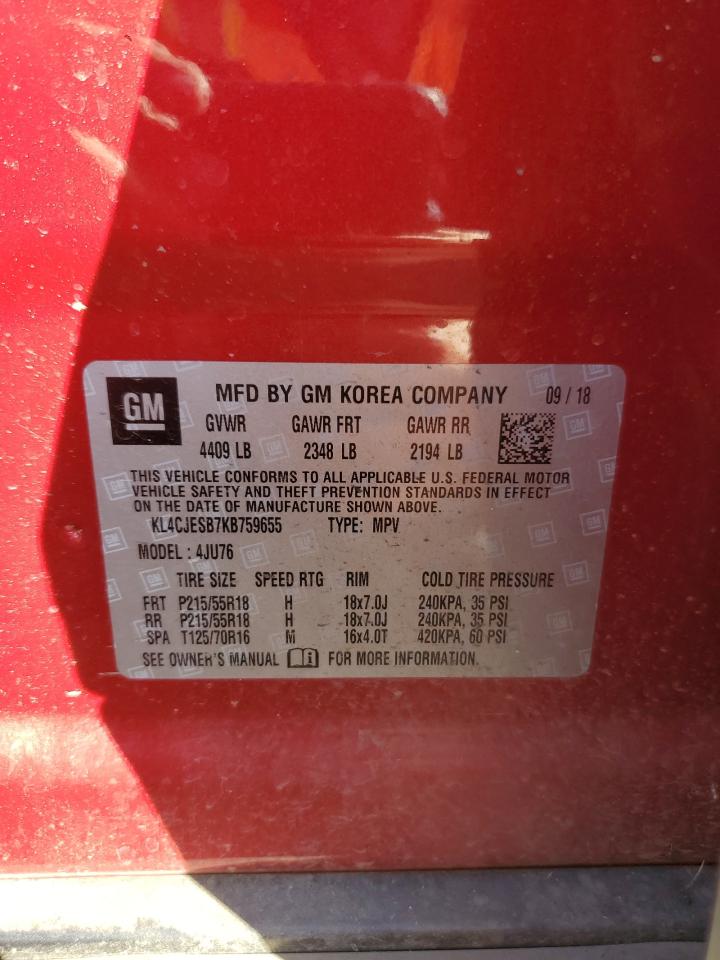 GM MFD BY GM KOREA COMPANY 09 / 18
GVWR GAWR FRT GAWR RR
4409 LB 2348 LB 2194 LB
THIS VEHICLE CONFORMS TO ALL APPLICABLE U.S. FEDERAL MOTOR
VEHICLE SAFETY AND THEFT PREVENTION STANDARDS IN EFFECT
ON THE DATE OF MANUFACTURE SHOWN ABOVE.
KL4CJESB7KB759655 TYPE: MPV
MODEL : 4JU76
TIRE SIZE SPEED RTG RIM COLD TIRE PRESSURE
FRT P215/55R18 H 18x7.0J 240KPA, 35 PSI
RR P215/55R18 H 18x7.0J 240KPA, 35 PSI
SPA T125/70R16 M 16x4.0T 420KPA, 60 PSI
SEE OWNER'S MANUAL FOR MORE INFORMATION.